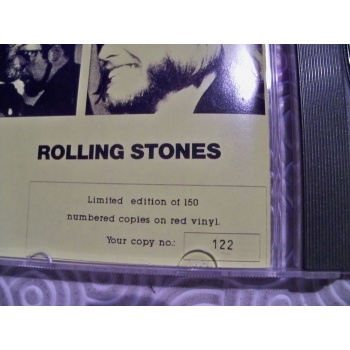 ROLLING STONES
Limited edition of 150
numbered copies on red vinyl.
Your copy no.: 122